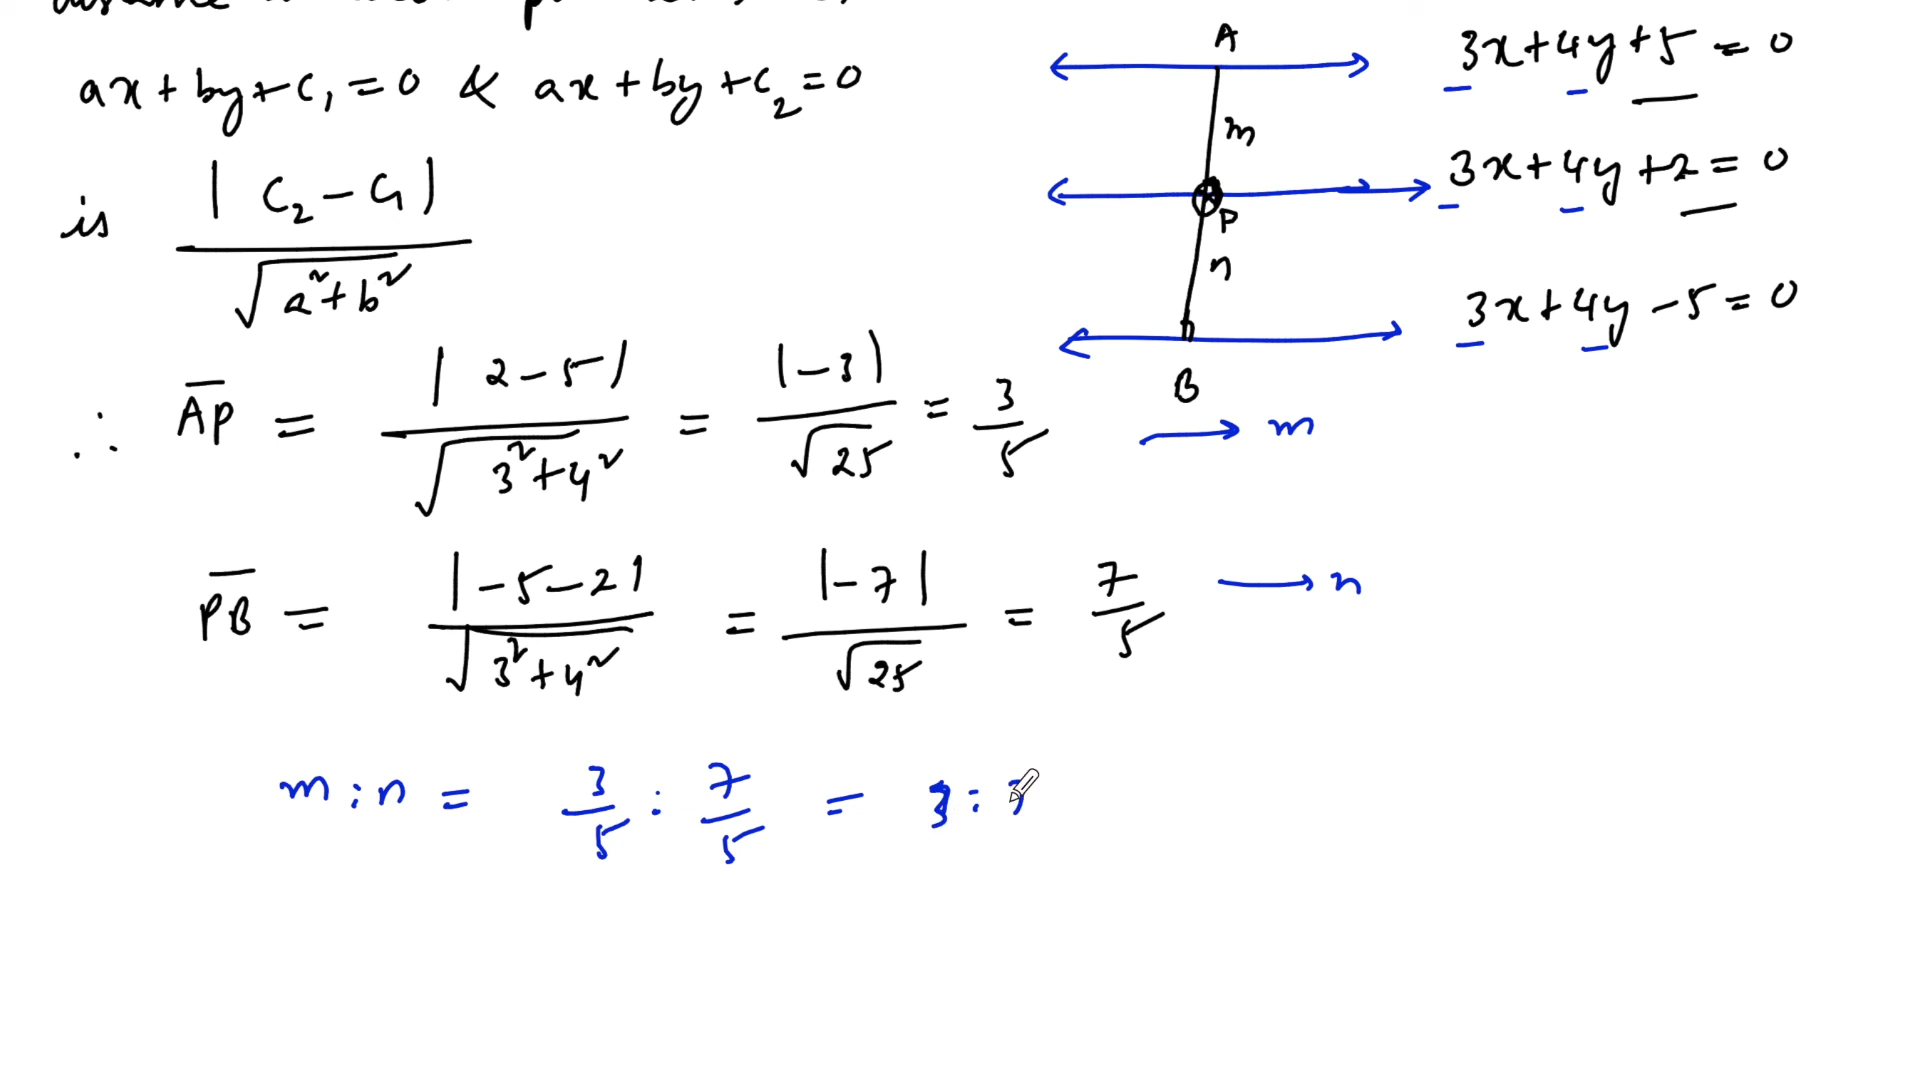 ax + by + c₁ = 0 & ax + by + c₂ = 0
is |c₂ - c₁| / √(a² + b²)
A
3x + 4y + 5 = 0
m
3x + 4y + 2 = 0
P
n
3x + 4y - 5 = 0
B
∴ AP = |2 - 5| / √(3² + 4²) = |-3| / √25 = 3/5 → m
PB = |-5 - 2| / √(3² + 4²) = |-7| / √25 = 7/5 → n
m : n = 3/5 : 7/5 = 3 : 7